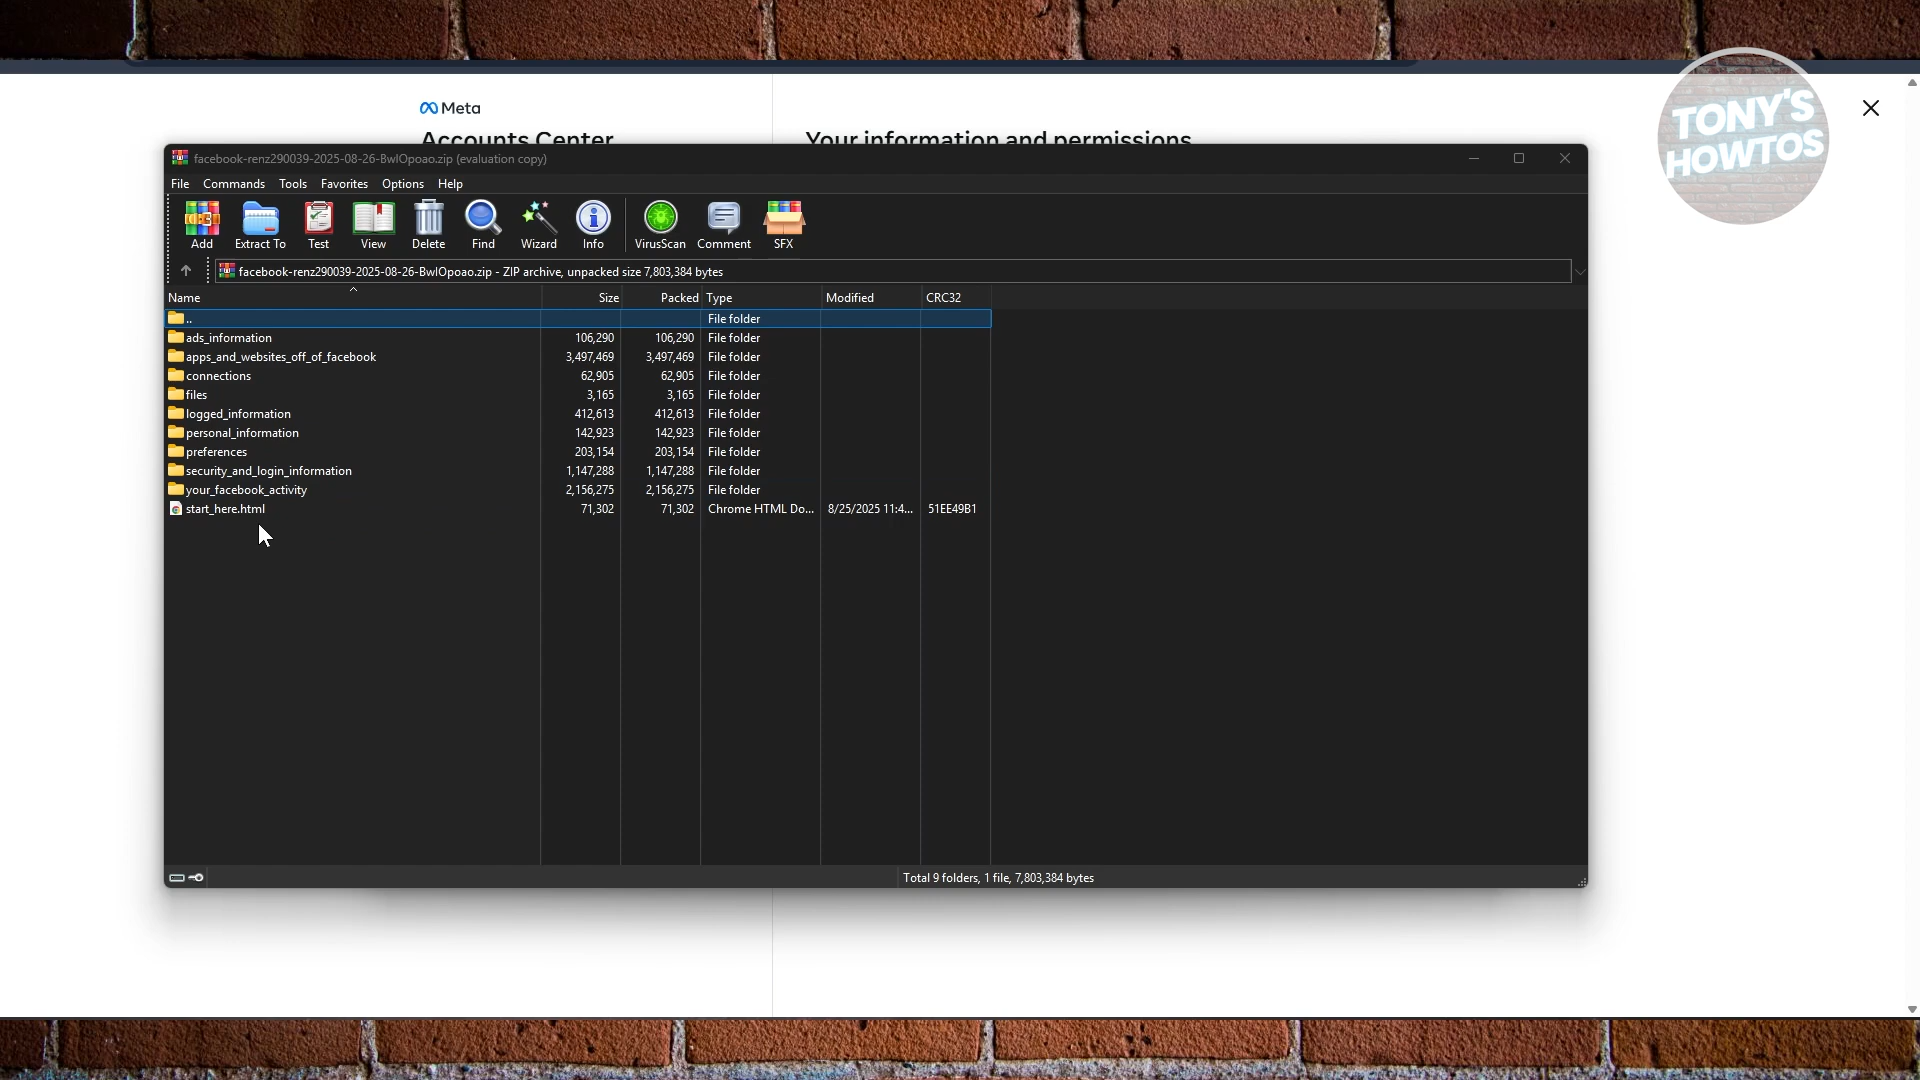 Meta
Accounts Center
Your information and permissions
TONY'S
HOWTOS
facebook-renz290039-2025-08-26-BwIOpoao.zip (evaluation copy)
File Commands Tools Favorites Options Help
Add Extract To Test View Delete Find Wizard Info VirusScan Comment SFX
facebook-renz290039-2025-08-26-BwIOpoao.zip - ZIP archive, unpacked size 7,803,384 bytes
Name Size Packed Type Modified CRC32
.. File folder
ads_information 106,290 106,290 File folder
apps_and_websites_off_of_facebook 3,497,469 3,497,469 File folder
connections 62,905 62,905 File folder
files 3,165 3,165 File folder
logged_information 412,613 412,613 File folder
personal_information 142,923 142,923 File folder
preferences 203,154 203,154 File folder
security_and_login_information 1,147,288 1,147,288 File folder
your_facebook_activity 2,156,275 2,156,275 File folder
start_here.html 71,302 71,302 Chrome HTML Do... 8/25/2025 11:4... 51EE49B1
Total 9 folders, 1 file, 7,803,384 bytes